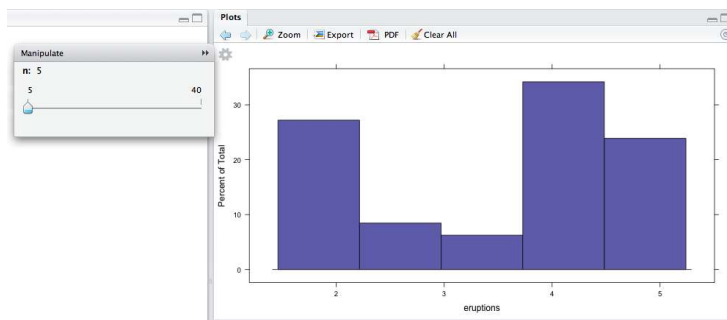 Plots
Zoom Export PDF Clear All
Manipulate
n: 5
5 40
Percent of Total
30
20
10
0
2 3 4 5
eruptions